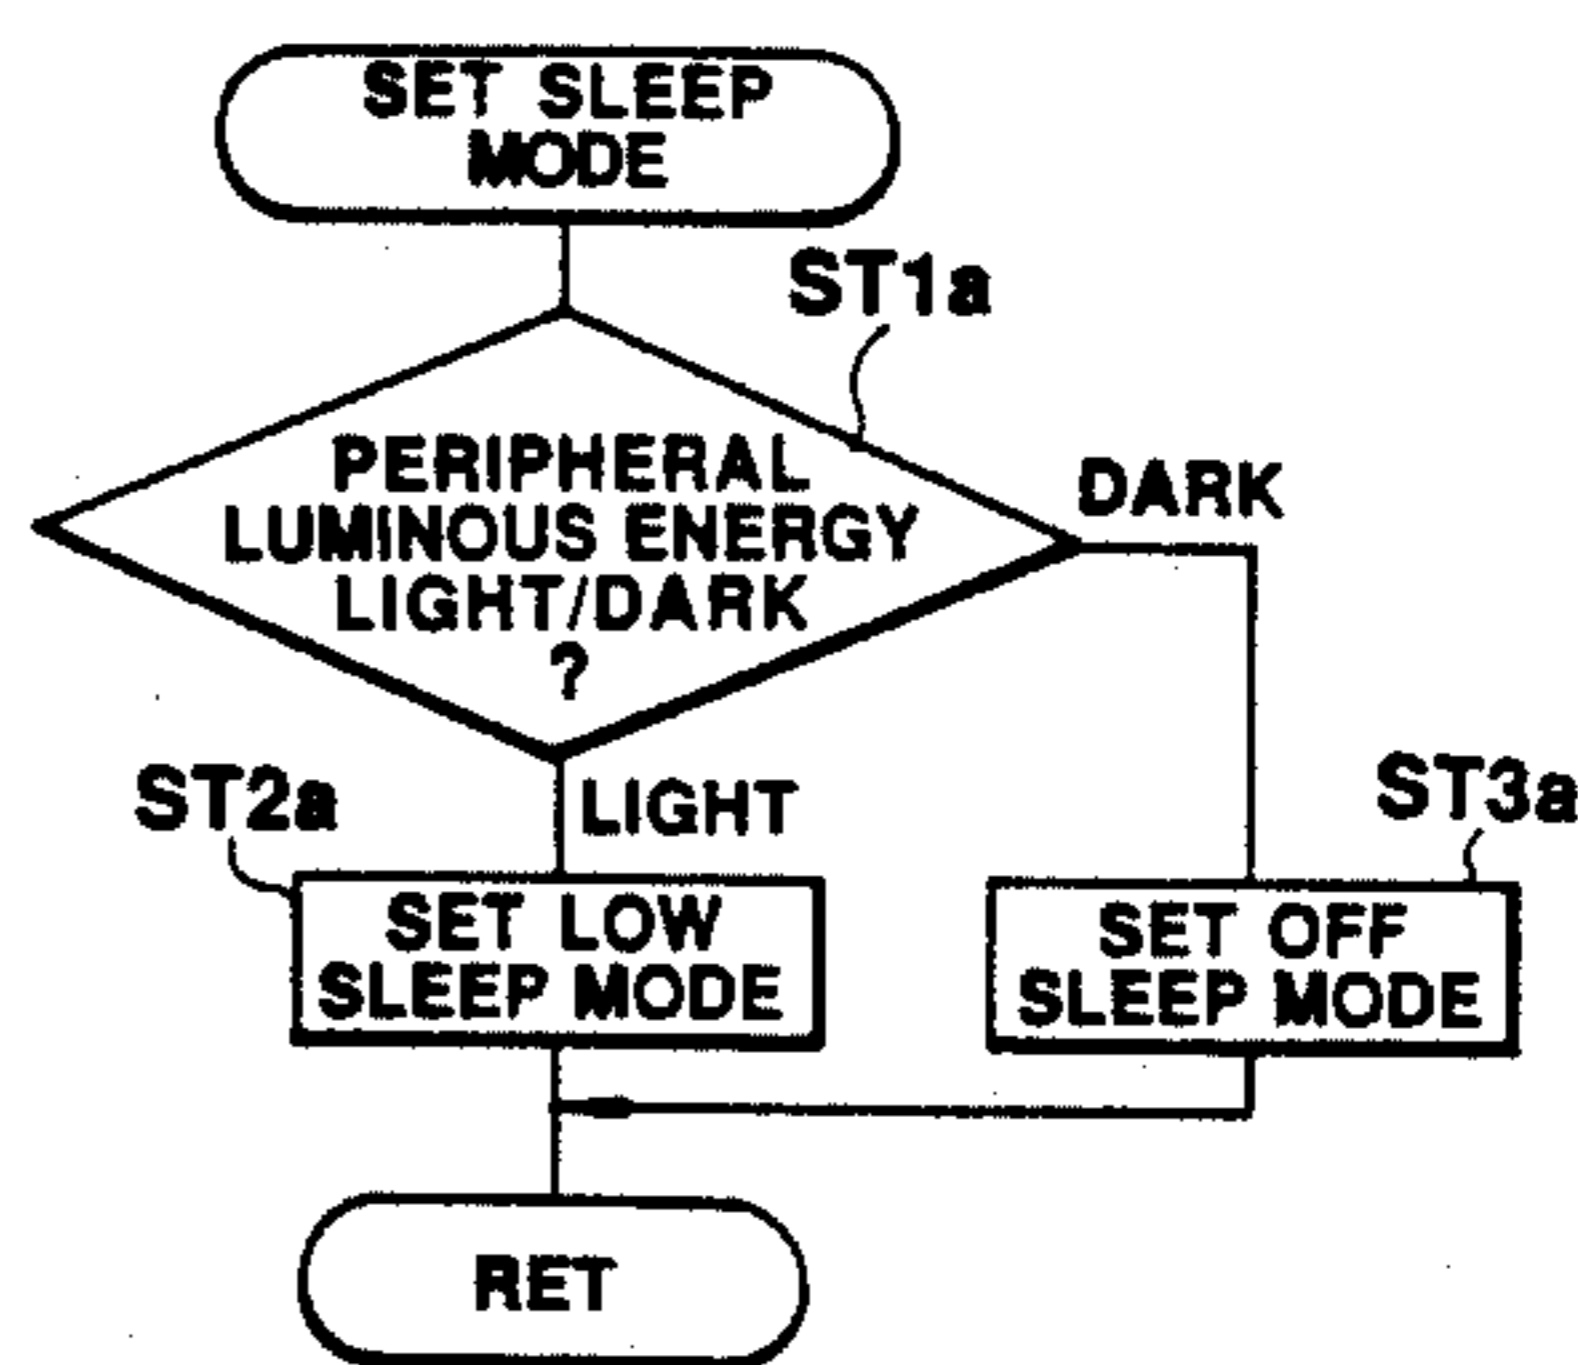 SET SLEEP
MODE
ST1a
PERIPHERAL
LUMINOUS ENERGY
LIGHT/DARK
?
DARK
ST2a
LIGHT
ST3a
SET LOW
SLEEP MODE
SET OFF
SLEEP MODE
RET